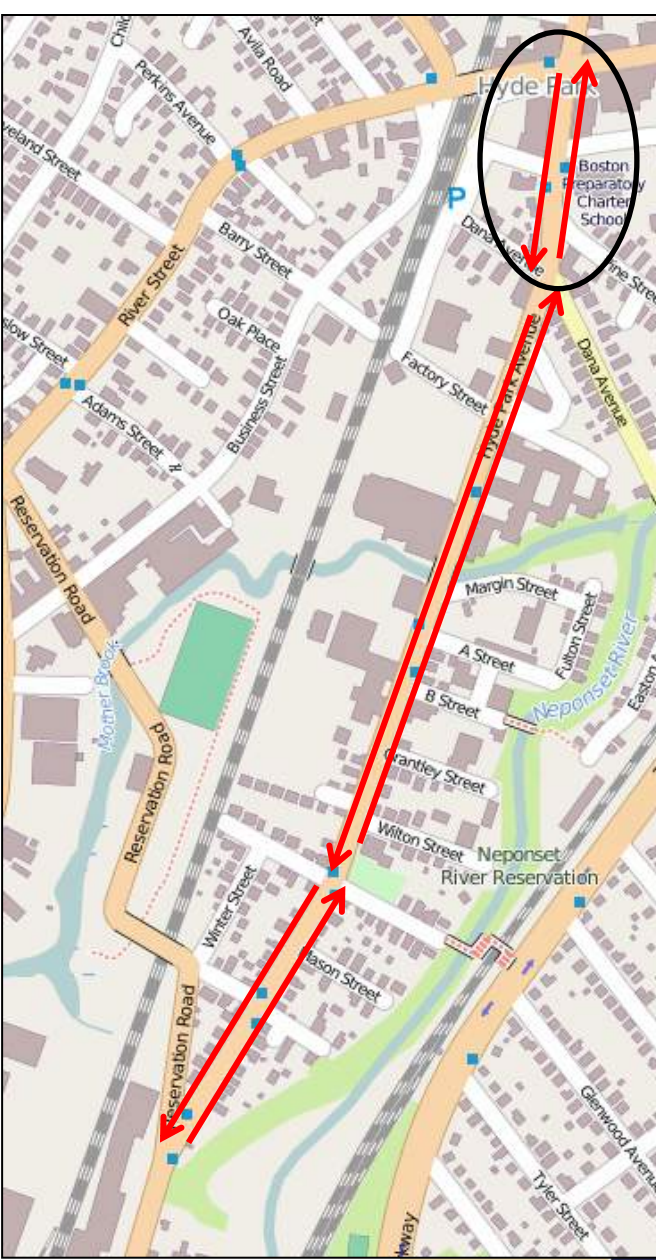 Avila Road
Perkins Avenue
Hyde Park
veland Street
P
Boston
Preparatory
Charter
School
Dana Avenue
Barry Street
River Street
Oak Place
Dana Avenue
slow Street
Hyde Park Avenue
Factory Street
Business Street
Adams Street
Reservation Road
Margin Street
Fulton Street
A Street
Mother Brook
Neponset River
B Street
Easton A
Reservation Road
Grantley Street
Wilton Street
Neponset
River Reservation
Winter Street
Mason Street
Reservation Road
Glenwood Avenue
Tyler Street
kway